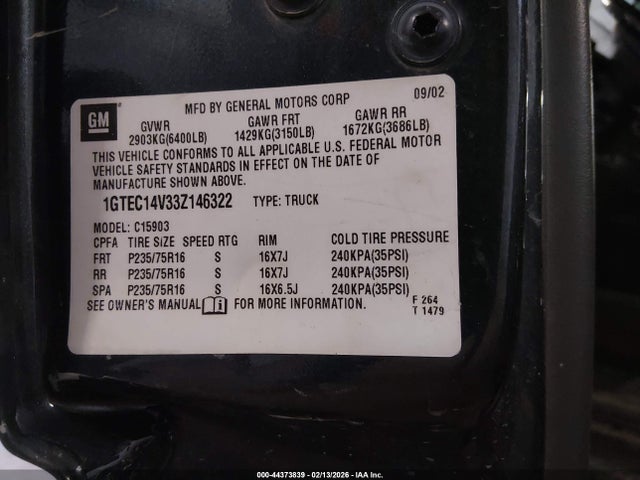 MFD BY GENERAL MOTORS CORP 09/02
GM
GVWR GAWR FRT GAWR RR
2903KG(6400LB) 1429KG(3150LB) 1672KG(3686LB)
THIS VEHICLE CONFORMS TO ALL APPLICABLE U.S. FEDERAL MOTOR
VEHICLE SAFETY STANDARDS IN EFFECT ON THE DATE OF
MANUFACTURE SHOWN ABOVE.
1GTEC14V33Z146322 TYPE: TRUCK
MODEL: C15903
CPFA TIRE SIZE SPEED RTG RIM COLD TIRE PRESSURE
FRT P235/75R16 S 16X7J 240KPA(35PSI)
RR P235/75R16 S 16X7J 240KPA(35PSI)
SPA P235/75R16 S 16X6.5J 240KPA(35PSI)
SEE OWNER'S MANUAL FOR MORE INFORMATION.
F 264
T 1479
000-44373839 - 02/13/2026 - IAA Inc.